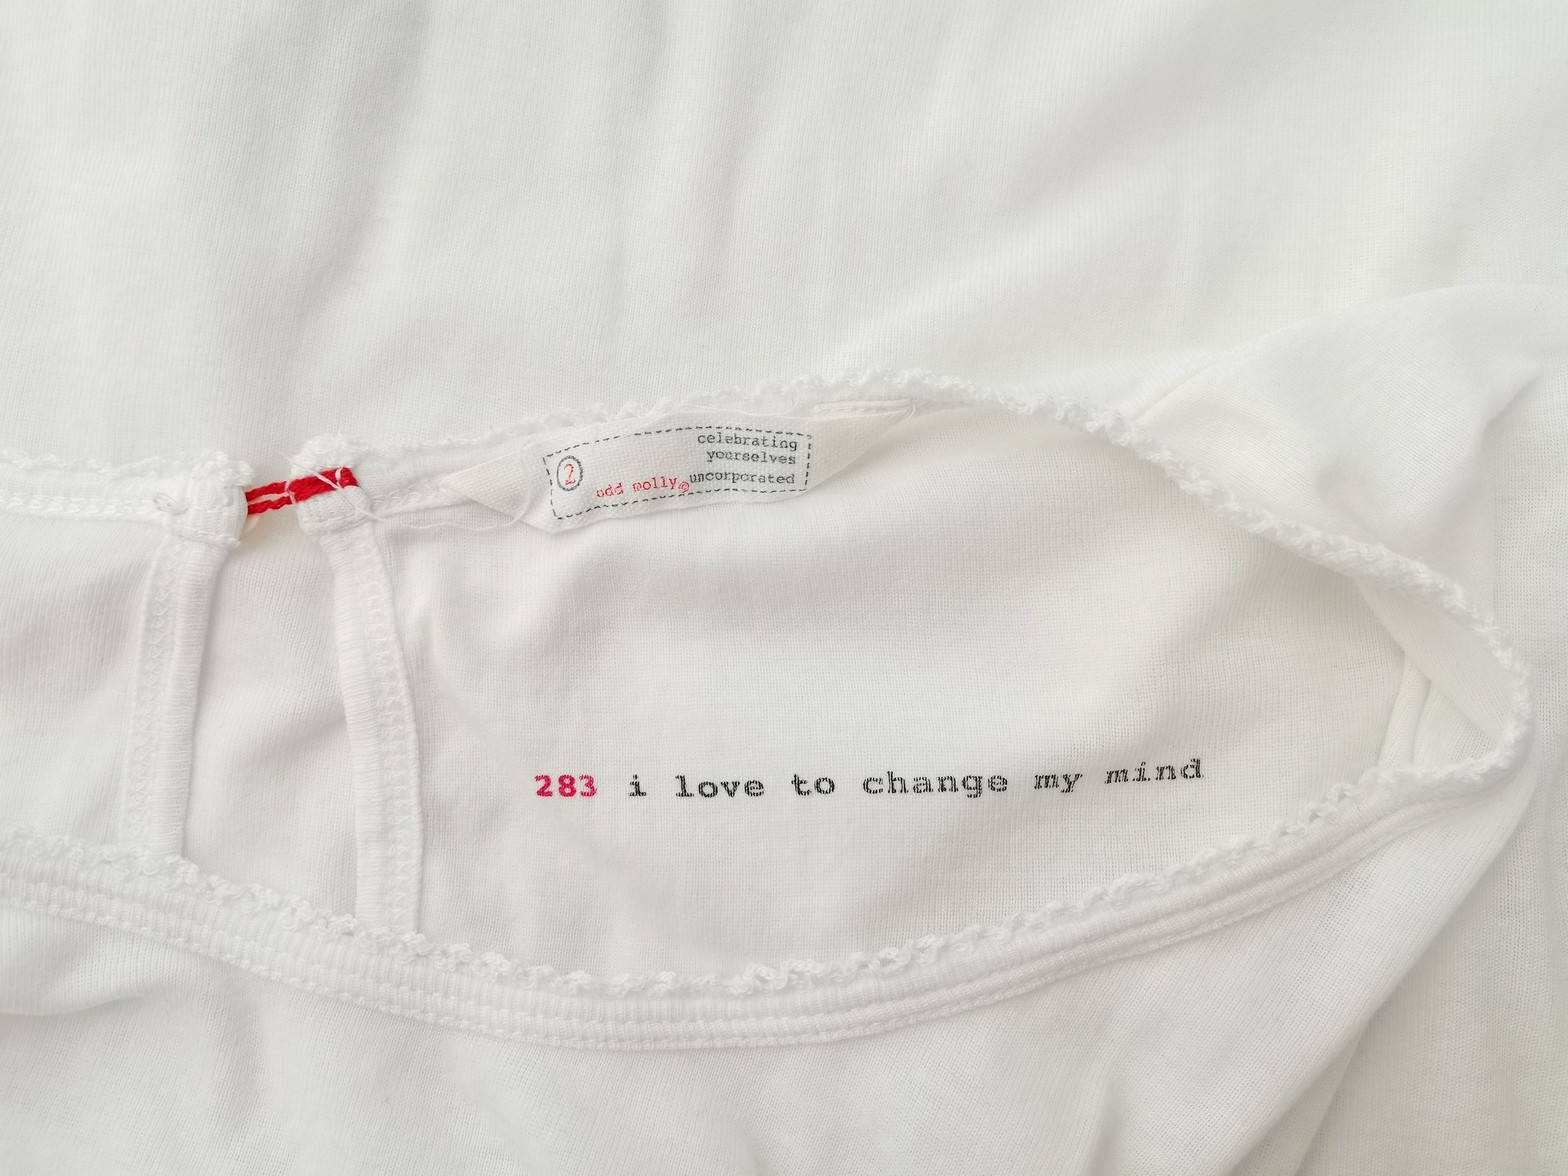 celebrating
yourselves
uncorporated
2
odd molly©
283 i love to change my mind